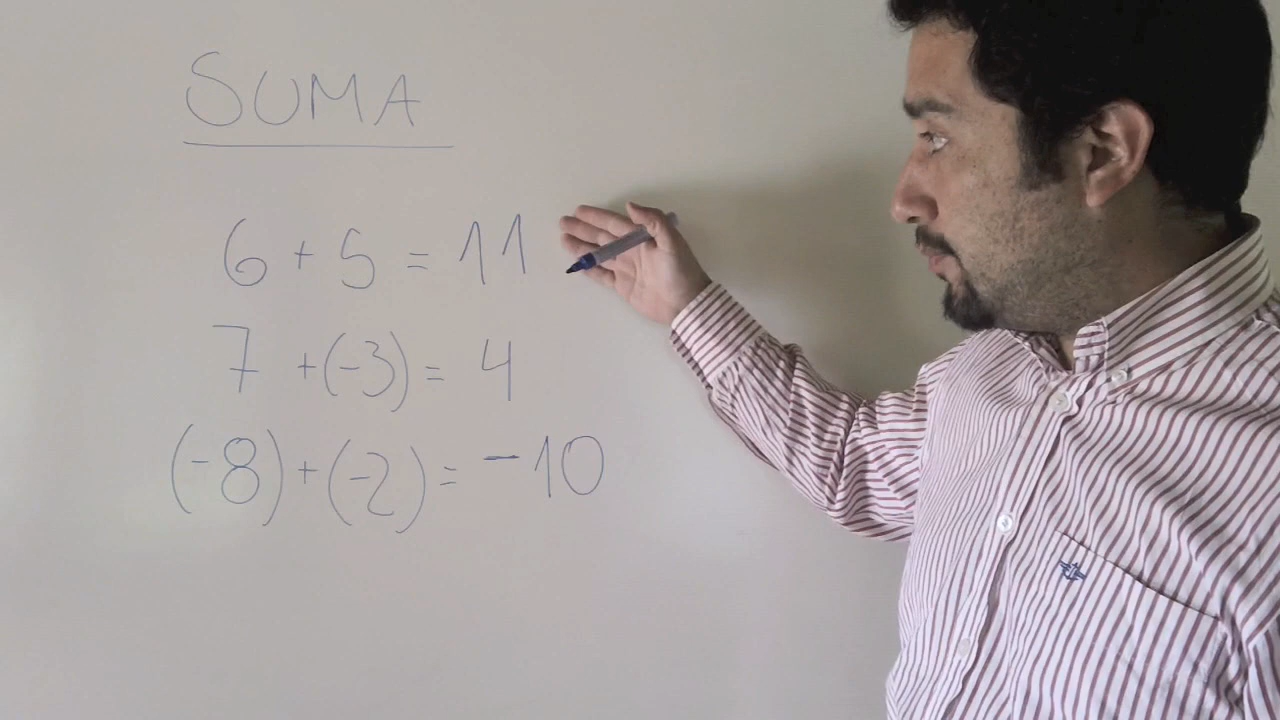 SUMA
6 + 5 = 11
7 +(-3) = 4
(-8)+(-2) = -10